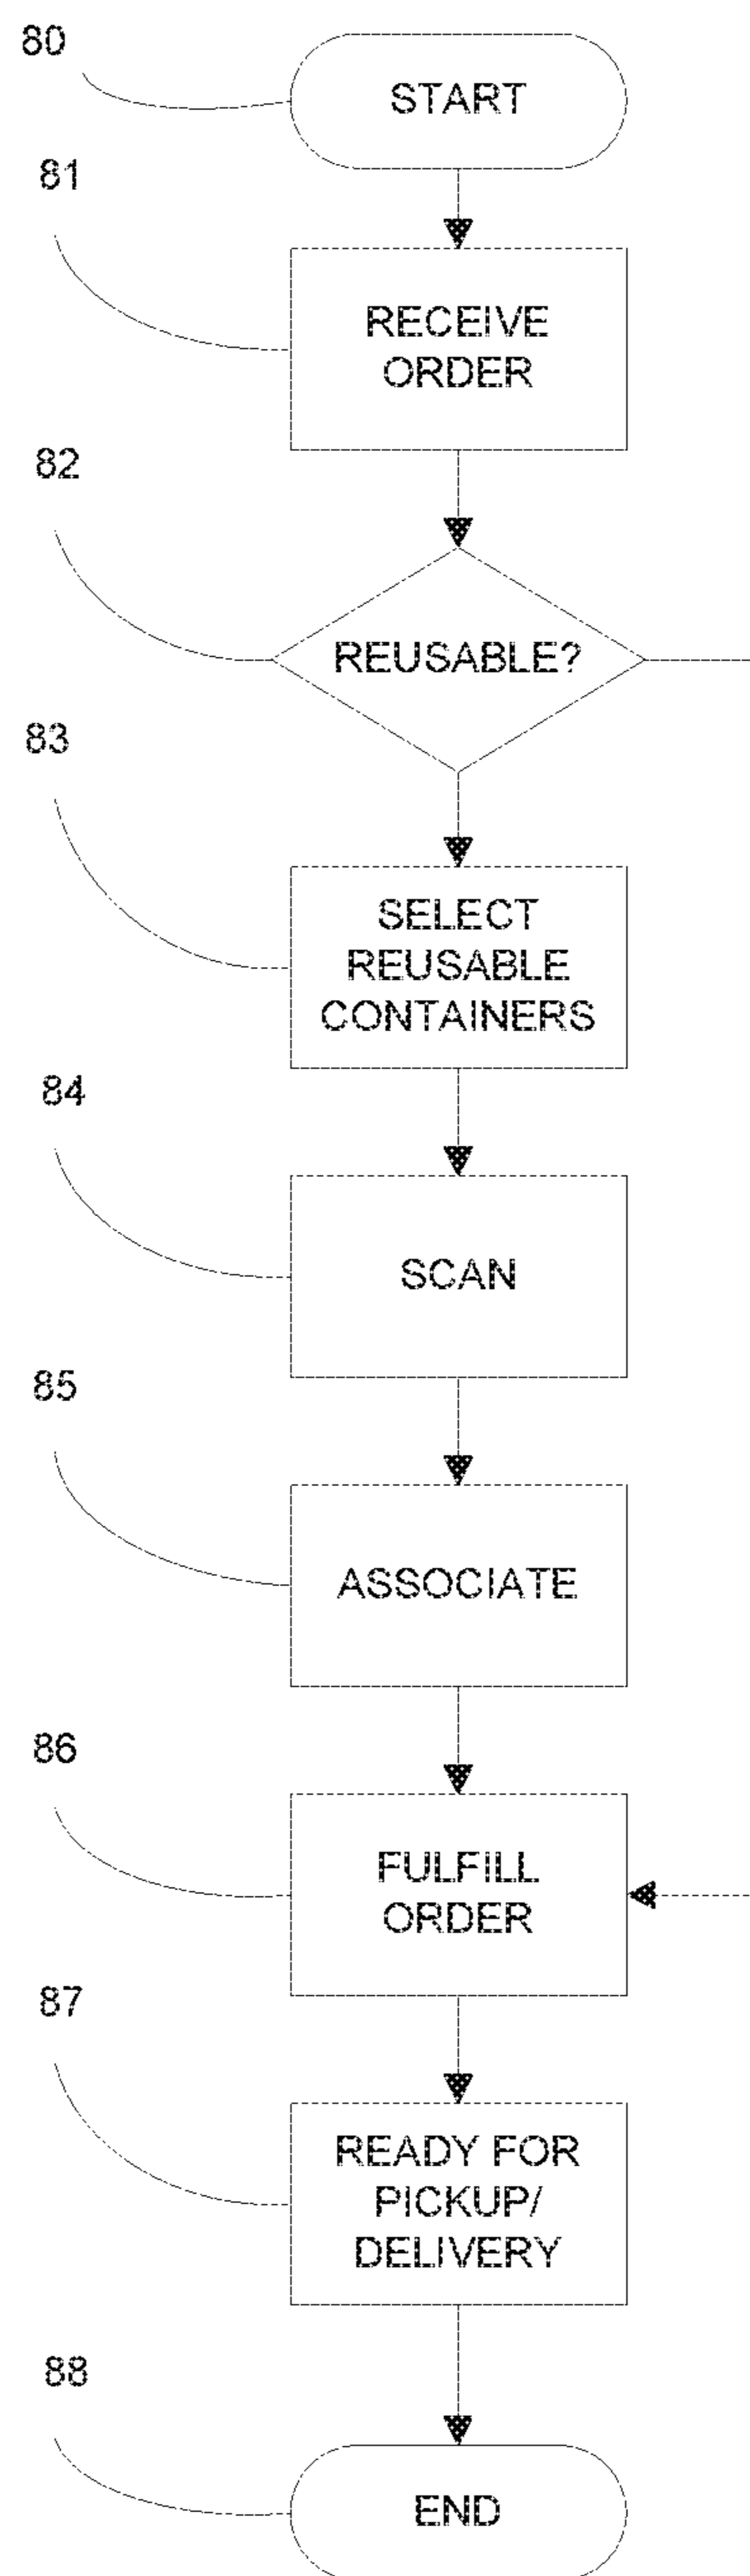 80
START
81
RECEIVE
ORDER
82
REUSABLE?
83
SELECT
REUSABLE
CONTAINERS
84
SCAN
85
ASSOCIATE
86
FULFILL
ORDER
87
READY FOR
PICKUP/
DELIVERY
88
END